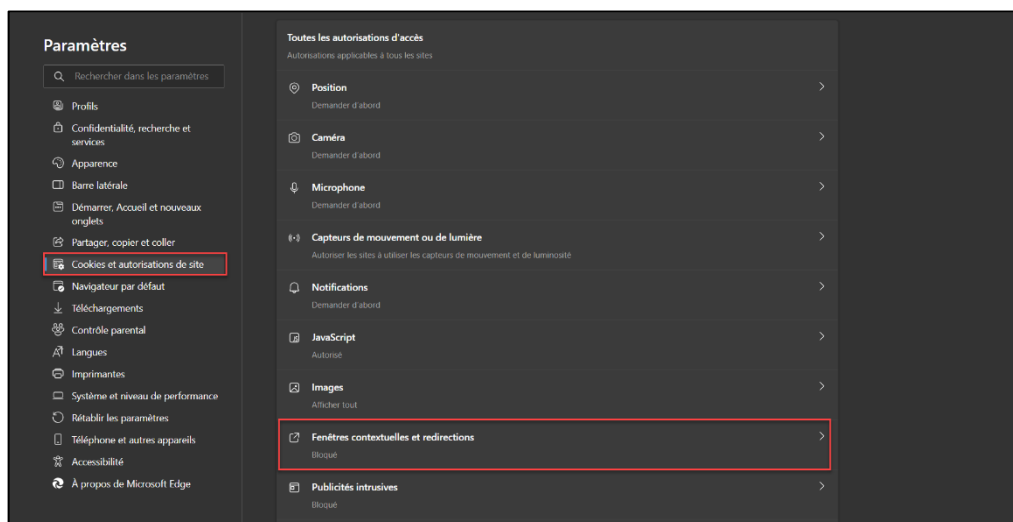 Paramètres
Rechercher dans les paramètres
Profils
Confidentialité, recherche et
services
Apparence
Barre latérale
Démarrer, Accueil et nouveaux
onglets
Partager, copier et coller
Cookies et autorisations de site
Navigateur par défaut
Téléchargements
Contrôle parental
Langues
Imprimantes
Système et niveau de performance
Rétablir les paramètres
Téléphone et autres appareils
Accessibilité
À propos de Microsoft Edge
Toutes les autorisations d'accès
Autorisations applicables à tous les sites
Position
Demander d'abord
Caméra
Demander d'abord
Microphone
Demander d'abord
Capteurs de mouvement ou de lumière
Autoriser les sites à utiliser les capteurs de mouvement et de luminosité
Notifications
Demander d'abord
JavaScript
Autorisé
Images
Afficher tout
Fenêtres contextuelles et redirections
Bloqué
Publicités intrusives
Bloqué